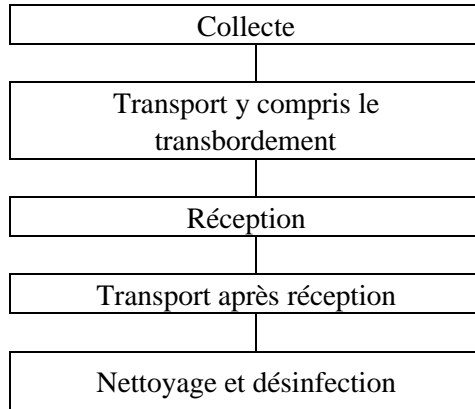 Collecte
Transport y compris le
transbordement
Réception
Transport après réception
Nettoyage et désinfection